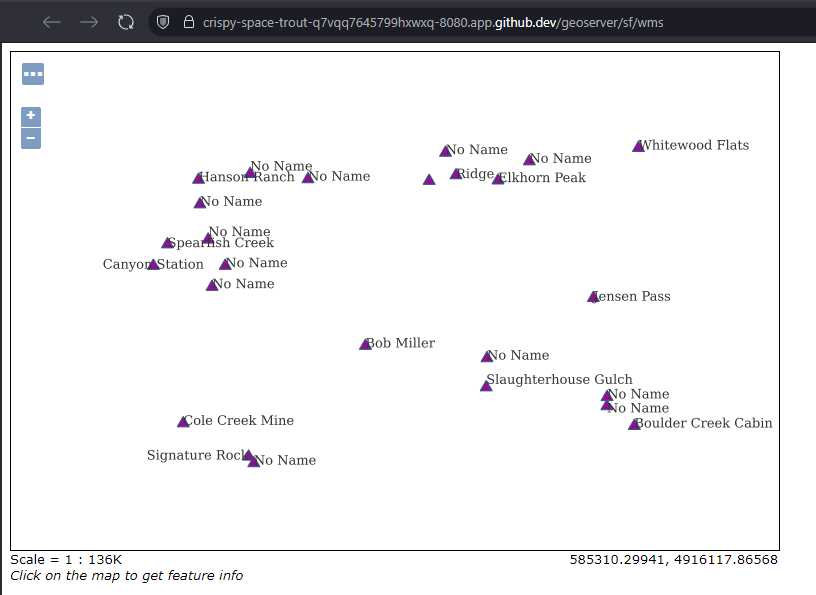 crispy-space-trout-q7vqq7645799hxwxq-8080.app.github.dev/geoserver/sf/wms
+
−
No Name
Whitewood Flats
No Name
No Name
Hanson Ranch
No Name
Ridge
Elkhorn Peak
No Name
No Name
Spearfish Creek
Canyon Station
No Name
No Name
Jensen Pass
Bob Miller
No Name
Slaughterhouse Gulch
No Name
No Name
Cole Creek Mine
Boulder Creek Cabin
Signature Rock
No Name
Scale = 1 : 136K
585310.29941, 4916117.86568
Click on the map to get feature info